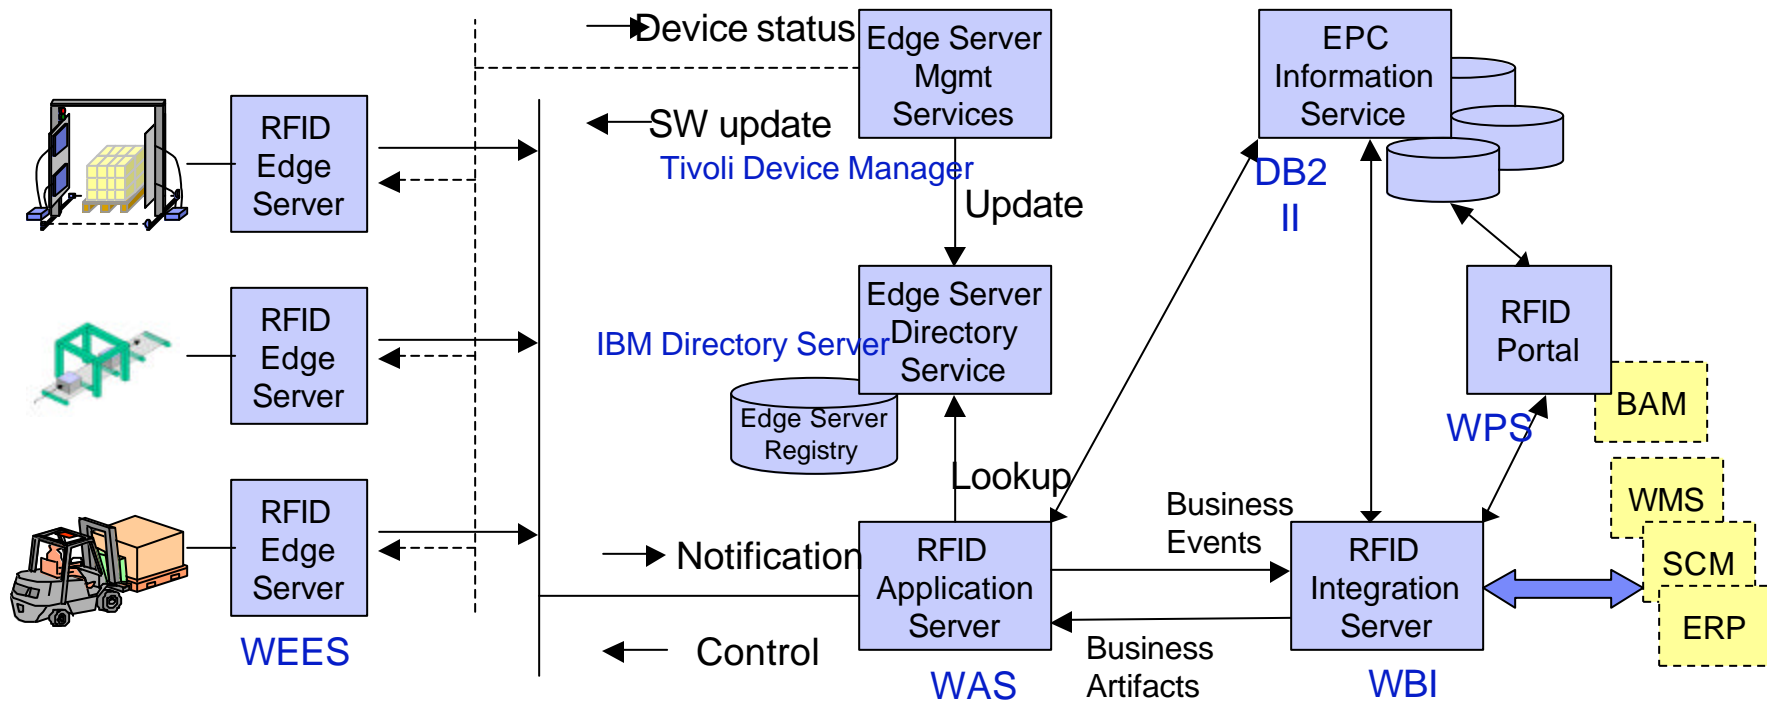 Device status
Edge Server
Mgmt
Services
EPC
Information
Service
RFID
Edge
Server
SW update
Tivoli Device Manager
DB2
II
Update
RFID
Edge
Server
IBM Directory Server
Edge Server
Directory
Service
RFID
Portal
Edge Server
Registry
BAM
WPS
Lookup
RFID
Edge
Server
WEES
Notification
Control
RFID
Application
Server
WAS
Business
Events
Business
Artifacts
RFID
Integration
Server
WBI
WMS
SCM
ERP